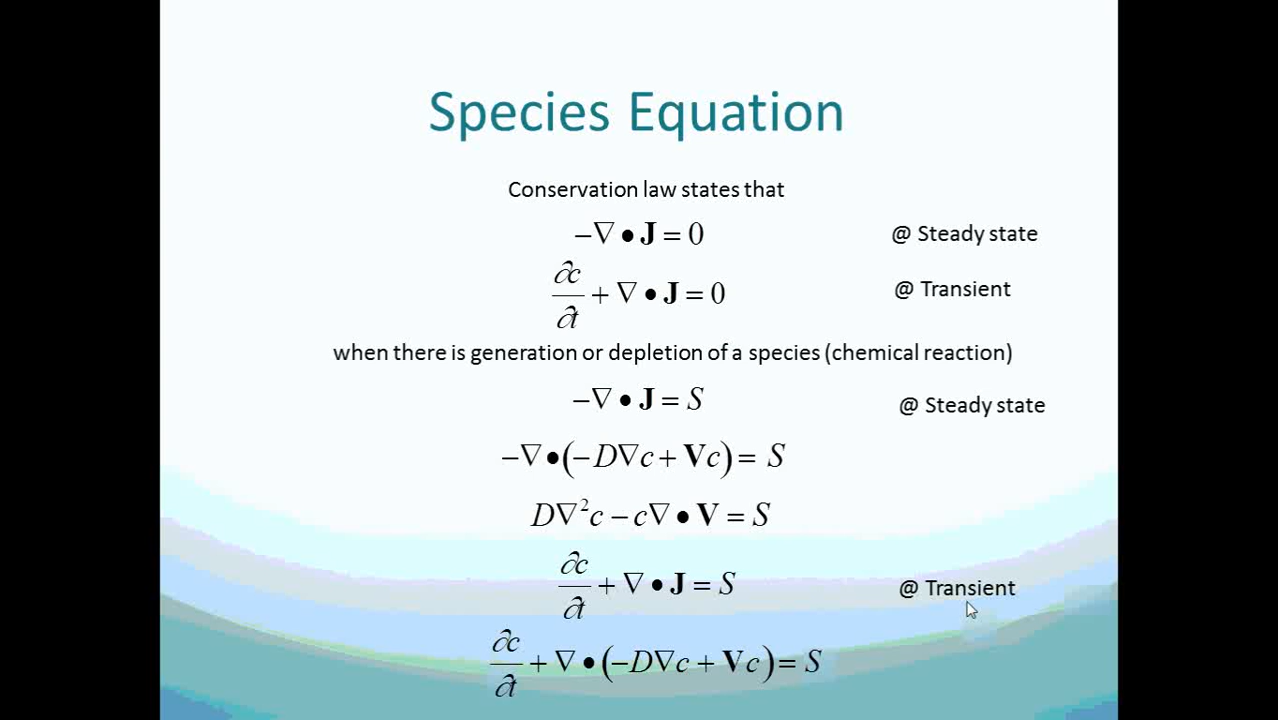 Species Equation
Conservation law states that
−∇•J = 0 @ Steady state
∂c/∂t + ∇•J = 0 @ Transient
when there is generation or depletion of a species (chemical reaction)
−∇•J = S @ Steady state
−∇•(−D∇c + Vc) = S
D∇²c − c∇•V = S
∂c/∂t + ∇•J = S @ Transient
∂c/∂t + ∇•(−D∇c + Vc) = S